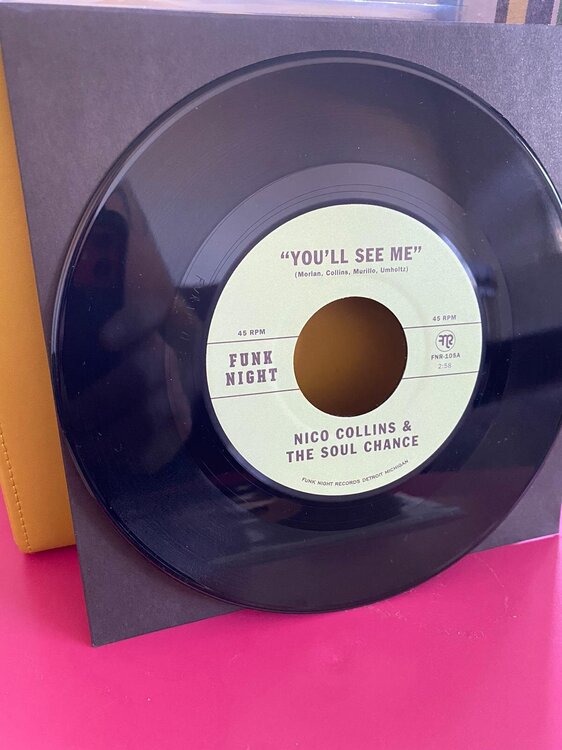 "YOU'LL SEE ME"
(Morlan, Collins, Murillo, Umholtz)
45 RPM
45 RPM
FUNK
NIGHT
FNR
FNR-105A
2:58
NICO COLLINS &
THE SOUL CHANCE
FUNK NIGHT RECORDS DETROIT, MICHIGAN